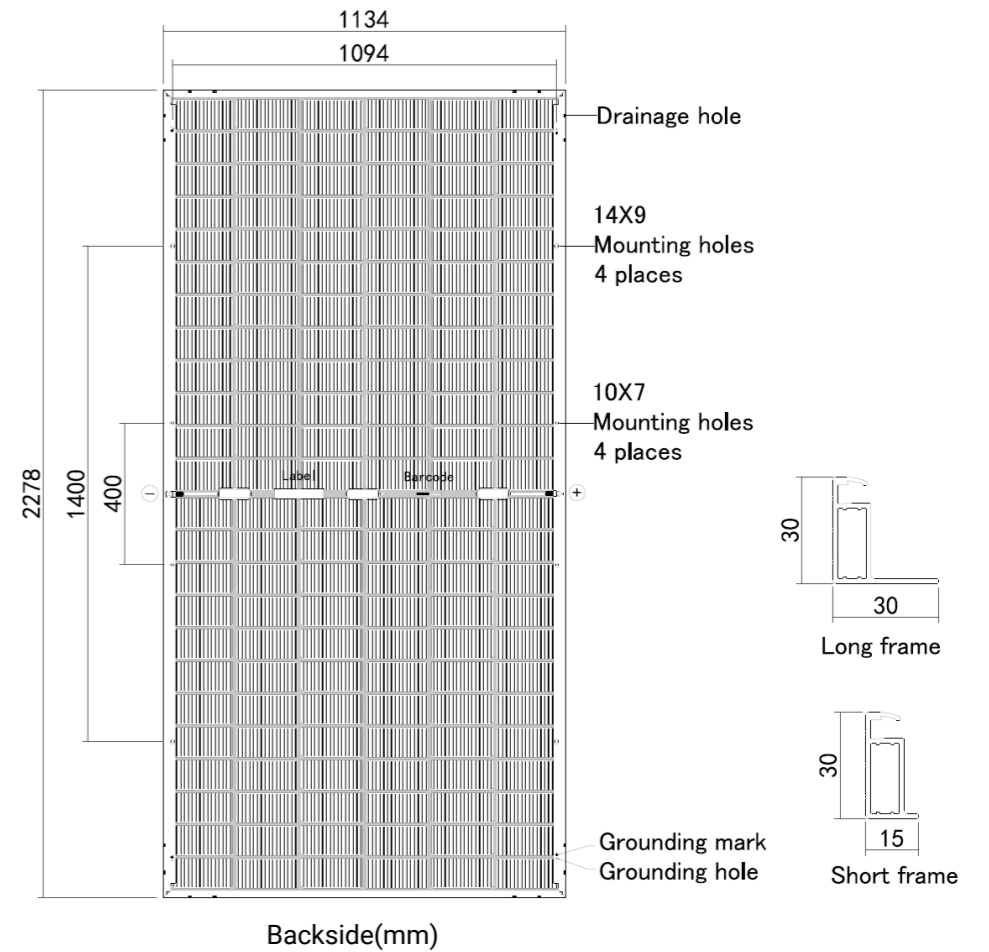 1134
1094
Drainage hole
14X9
Mounting holes
4 places
10X7
Mounting holes
4 places
2278
1400
400
Label
Barcode
−
+
30
30
Long frame
30
15
Short frame
Grounding mark
Grounding hole
Backside(mm)